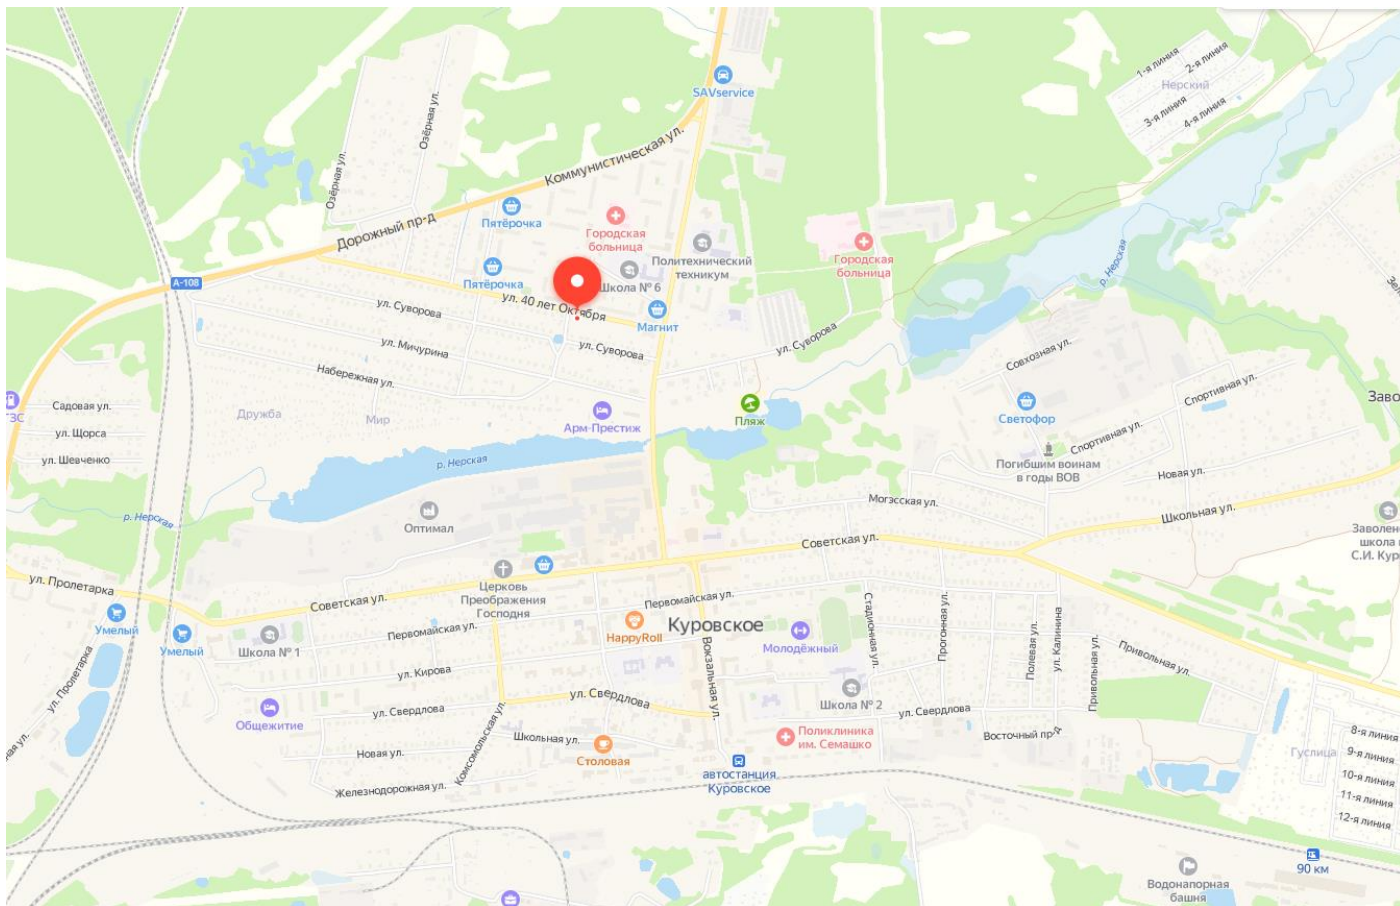 SAVservice
1-я линия
2-я линия
Нерский
3-я линия
4-я линия
Озёрная ул.
Озёрная ул.
Коммунистическая ул.
Дорожный пр-д
Пятёрочка
Городская
больница
Политехнический
техникум
Городская
больница
р. Нерская
А-108
Пятёрочка
Школа № 6
ул. 40 лет Октября
Магнит
ул. Суворова
ул. Суворова
ул. Суворова
ул. Мичурина
Набережная ул.
Совхозная ул.
Спортивная ул.
Садовая ул.
ул. Щорса
ул. Шевченко
Дружба
Мир
Арм-Престиж
Пляж
Светофор
Спортивная ул.
Погибшим воинам
в годы ВОВ
Новая ул.
р. Нерская
р. Нерская
Оптимал
Могэсская ул.
Школьная ул.
Советская ул.
ул. Пролетарка
Церковь
Преображения
Господня
Советская ул.
Первомайская ул.
Первомайская ул.
Умелый
Умелый
Школа № 1
HappyRoll
Куровское
Молодёжный
Вокзальная ул.
Стадионная ул.
Прогонная ул.
Полевая ул.
ул. Калинина
Привольная ул.
Привольная ул.
ул. Пролетарка
ул. Кирова
ул. Свердлова
Школа № 2
Общежитие
ул. Свердлова
ул. Свердлова
Поликлиника
им. Семашко
Восточный пр-д
Комсомольская ул.
Школьная ул.
Новая ул.
Столовая
автостанция
Куровское
Железнодорожная ул.
Гуслица
8-я линия
9-я линия
10-я линия
11-я линия
12-я линия
90 км
Водонапорная
башня